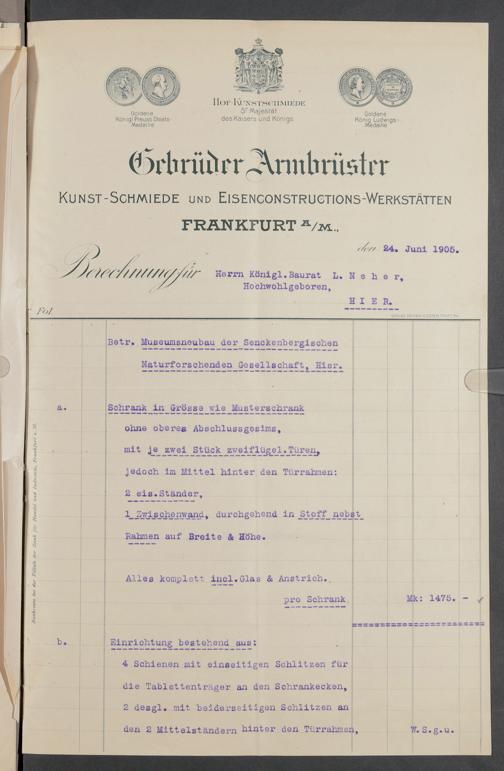 Goldene
Königl Preuss Staats-
Medaille
HOF-KUNSTSCHMIEDE
Sr Majestät
des Kaisers und Königs
Goldene
König Ludwigs-
Medaille
Gebrüder Armbrüster
KUNST-SCHMIEDE UND EISENCONSTRUCTIONS-WERKSTÄTTEN
FRANKFURT A/M.,
den 24. Juni 1905.
Berechnung für Herrn Königl.Baurat L. N e h e r,
Hochwohlgeboren,
H I E R.
Fol.
Betr. Museumsneubau der Senckenbergischen
Naturforschenden Gesellschaft, Hier.
a. Schrank in Grösse wie Musterschrank
ohne oberes Abschlussgesims,
mit je zwei Stück zweiflügel.Türen,
jedoch im Mittel hinter den Türrahmen:
2 eis.Ständer,
1 Zwischenwand, durchgehend in Stoff nebst
Rahmen auf Breite & Höhe.
Alles komplett incl.Glas & Anstrich.
pro Schrank Mk: 1475. -
b. Einrichtung bestehend aus:
4 Schienen mit einseitigen Schlitzen für
die Tablettenträger an den Schrankecken,
2 desgl. mit beiderseitigen Schlitzen an
den 2 Mittelständern hinter den Türrahmen, W.S.g.u.